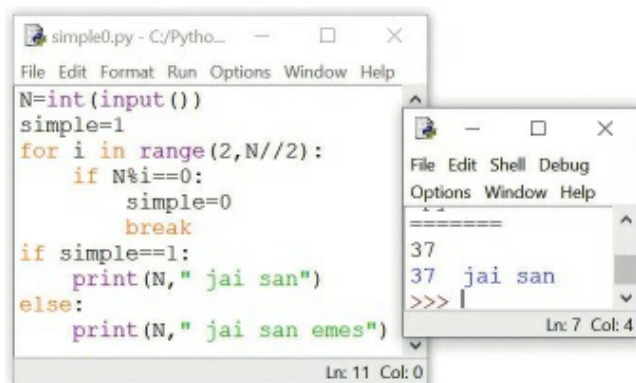 simple0.py - C:/Pytho...
File Edit Format Run Options Window Help
N=int(input())
simple=1
for i in range(2,N//2):
    if N%i==0:
        simple=0
        break
if simple==1:
    print(N," jai san")
else:
    print(N," jai san emes")
Ln: 11 Col: 0
File Edit Shell Debug
Options Window Help
=======
37
37  jai san
>>>
Ln: 7 Col: 4